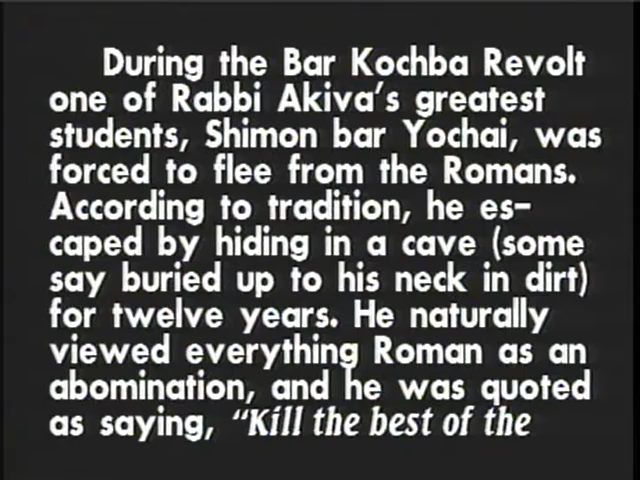 During the Bar Kochba Revolt
one of Rabbi Akiva's greatest
students, Shimon bar Yochai, was
forced to flee from the Romans.
According to tradition, he es-
caped by hiding in a cave (some
say buried up to his neck in dirt)
for twelve years. He naturally
viewed everything Roman as an
abomination, and he was quoted
as saying, "Kill the best of the